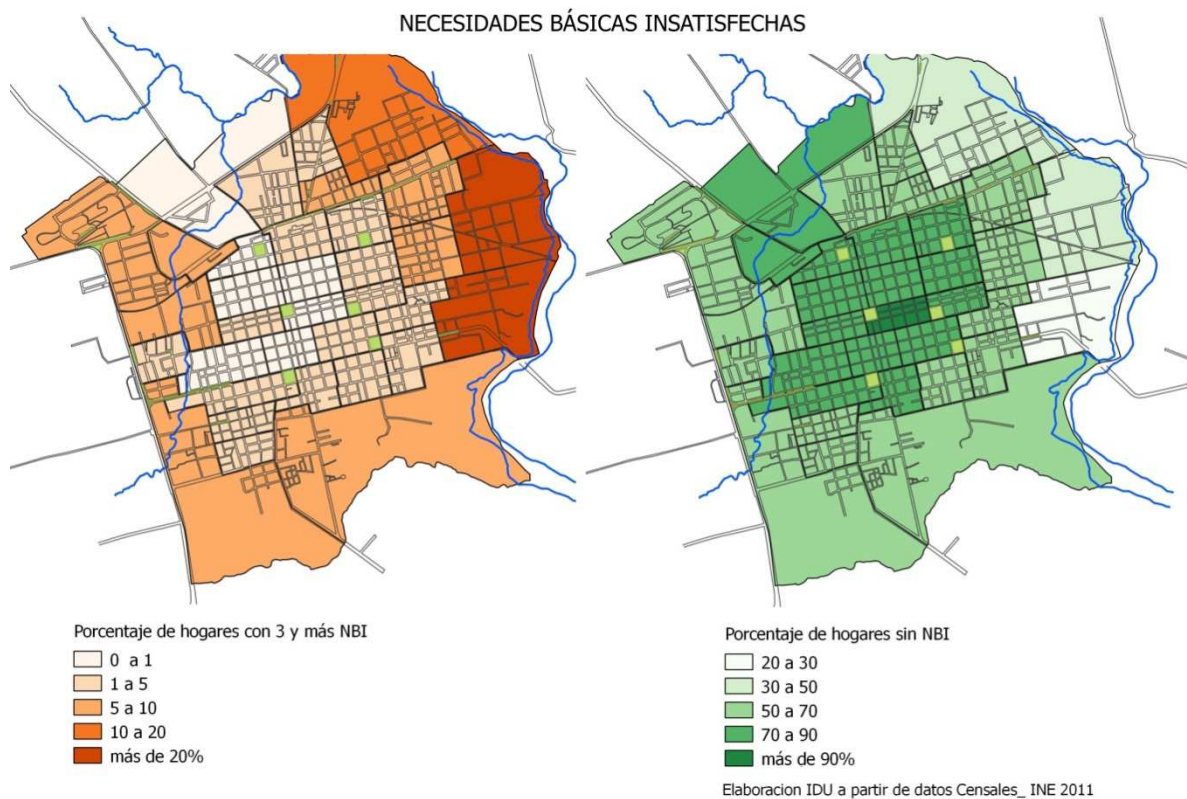 NECESIDADES BÁSICAS INSATISFECHAS
Porcentaje de hogares con 3 y más NBI
0 a 1
1 a 5
5 a 10
10 a 20
más de 20%
Porcentaje de hogares sin NBI
20 a 30
30 a 50
50 a 70
70 a 90
más de 90%
Elaboracion IDU a partir de datos Censales_ INE 2011